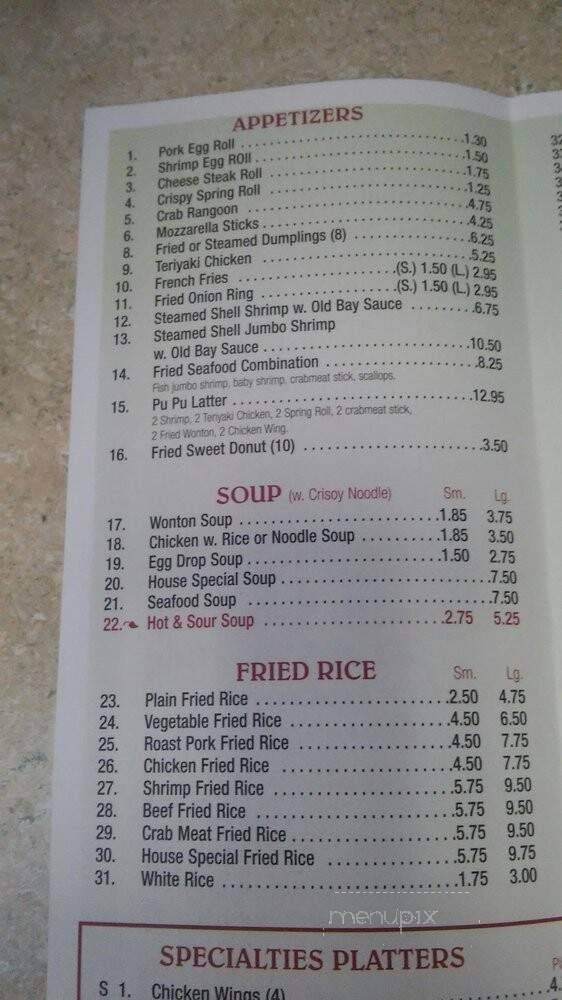 APPETIZERS
1. Pork Egg Roll 1.30
2. Shrimp Egg ROll 1.50
3. Cheese Steak Roll 1.75
4. Crispy Spring Roll 1.25
5. Crab Rangoon 4.75
6. Mozzarella Sticks 4.25
8. Fried or Steamed Dumplings (8) 6.25
9. Teriyaki Chicken 5.25
10. French Fries (S.) 1.50 (L.) 2.95
11. Fried Onion Ring (S.) 1.50 (L.) 2.95
12. Steamed Shell Shrimp w. Old Bay Sauce 6.75
13. Steamed Shell Jumbo Shrimp
w. Old Bay Sauce 10.50
14. Fried Seafood Combination 8.25
Fish jumbo shrimp, baby shrimp, crabmeat stick, scallops.
15. Pu Pu Latter 12.95
2 Shrimp, 2 Teriyaki Chicken, 2 Spring Roll, 2 crabmeat stick,
2 Fried Wonton, 2 Chicken Wing.
16. Fried Sweet Donut (10) 3.50
SOUP (w. Crisoy Noodle) Sm. Lg.
17. Wonton Soup 1.85 3.75
18. Chicken w. Rice or Noodle Soup 1.85 3.50
19. Egg Drop Soup 1.50 2.75
20. House Special Soup 7.50
21. Seafood Soup 7.50
22. Hot & Sour Soup 2.75 5.25
FRIED RICE Sm. Lg.
23. Plain Fried Rice 2.50 4.75
24. Vegetable Fried Rice 4.50 6.50
25. Roast Pork Fried Rice 4.50 7.75
26. Chicken Fried Rice 4.50 7.75
27. Shrimp Fried Rice 5.75 9.50
28. Beef Fried Rice 5.75 9.50
29. Crab Meat Fried Rice 5.75 9.50
30. House Special Fried Rice 5.75 9.75
31. White Rice 1.75 3.00
menupix
SPECIALTIES PLATTERS
S 1. Chicken Wings (4)